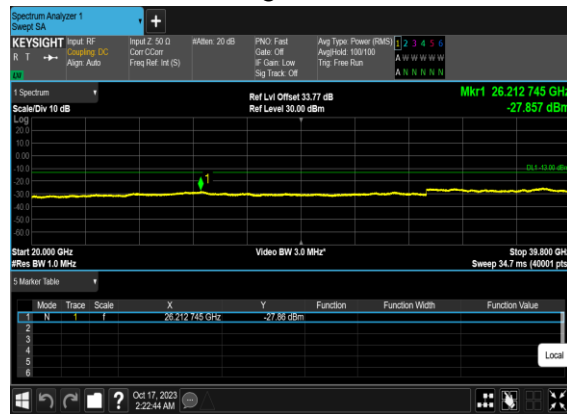 Spectrum Analyzer 1
Swept SA
+
KEYSIGHT Input: RF Input Z: 50 Ω #Atten: 20 dB PNO: Fast Avg Type: Power (RMS) 1 2 3 4 5 6
R T Coupling: DC Corr CCorr Gate: Off Avg|Hold: 100/100 A W W W W W
Align: Auto Freq Ref: Int (S) IF Gain: Low Trig: Free Run
LXI Sig Track: Off A N N N N N
1 Spectrum Ref Lvl Offset 33.77 dB Mkr1 26.212 745 GHz
Scale/Div 10 dB Ref Level 30.00 dBm -27.857 dBm
Log
20.0
10.0
0.00
-10.0
DL1 -13.00 dBm
-20.0
1
-30.0
-40.0
-50.0
-60.0
Start 20.000 GHz Video BW 3.0 MHz* Stop 39.800 GHz
#Res BW 1.0 MHz Sweep 34.7 ms (40001 pts)
5 Marker Table
Mode Trace Scale X Y Function Function Width Function Value
1 N 1 f 26.212 745 GHz -27.86 dBm
2
3
4
5
6
Local
?
Oct 17, 2023
2:22:44 AM